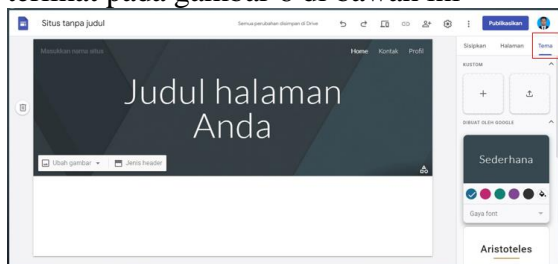 terlihat pada gambar 6 di bawah ini
Situs tanpa judul
Semua perubahan disimpan di Drive
Publikasikan
Sisipkan Halaman Tema
Masukkan nama situs
Home Kontak Profil
KUSTOM
Judul halaman
Anda
DIBUAT OLEH GOOGLE
Ubah gambar
Jenis header
Sederhana
Gaya font
Aristoteles